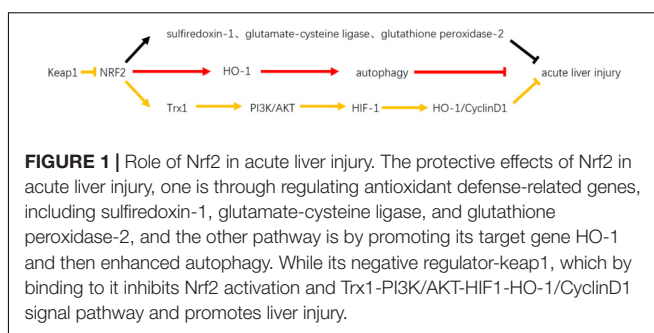 sulfiredoxin-1、glutamate-cysteine ligase、glutathione peroxidase-2
Keap1 NRF2 HO-1 autophagy acute liver injury
Trx1 PI3K/AKT HIF-1 HO-1/CyclinD1
FIGURE 1 | Role of Nrf2 in acute liver injury. The protective effects of Nrf2 in
acute liver injury, one is through regulating antioxidant defense-related genes,
including sulfiredoxin-1, glutamate-cysteine ligase, and glutathione
peroxidase-2, and the other pathway is by promoting its target gene HO-1
and then enhanced autophagy. While its negative regulator-keap1, which by
binding to it inhibits Nrf2 activation and Trx1-PI3K/AKT-HIF1-HO-1/CyclinD1
signal pathway and promotes liver injury.